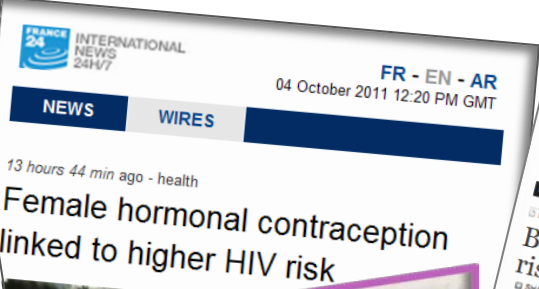 FRANCE
24
INTERNATIONAL
NEWS
24H/7
FR - EN - AR
04 October 2011 12:20 PM GMT
NEWS
WIRES
13 hours 44 min ago - health
Female hormonal contraception
linked to higher HIV risk
B
ris